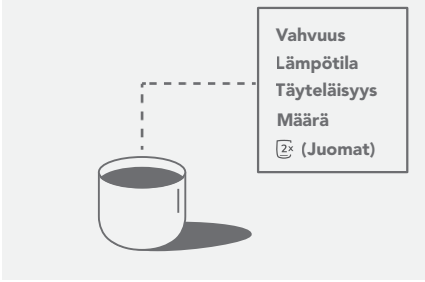 Vahvuus
Lämpötila
Täyteläisyys
Määrä
2x (Juomat)